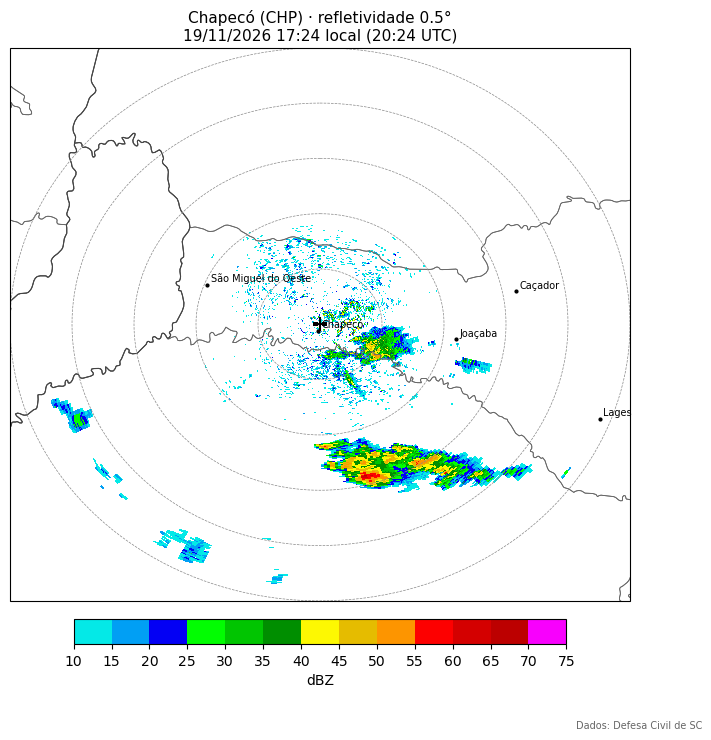 Chapecó (CHP) · refletividade 0.5°
19/11/2026 17:24 local (20:24 UTC)
São Miguel do Oeste
Caçador
Chapecó
Joaçaba
Lages
10 15 20 25 30 35 40 45 50 55 60 65 70 75
dBZ
Dados: Defesa Civil de SC